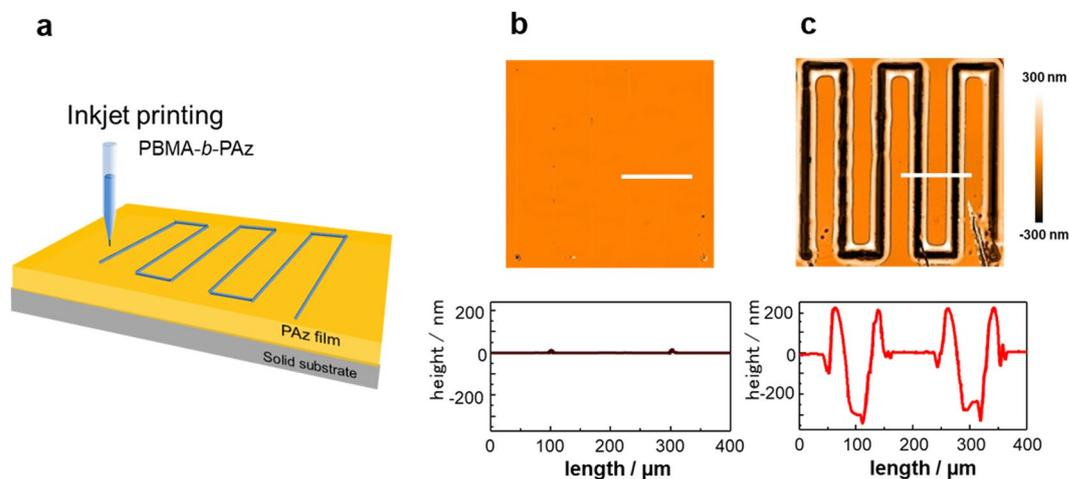 a
Inkjet printing
PBMA-b-PAz
PAz film
Solid substrate
b
c
300 nm
-300 nm
height / nm
200
0
-200
0
100
200
300
400
length / µm
height / nm
200
0
-200
0
100
200
300
400
length / µm